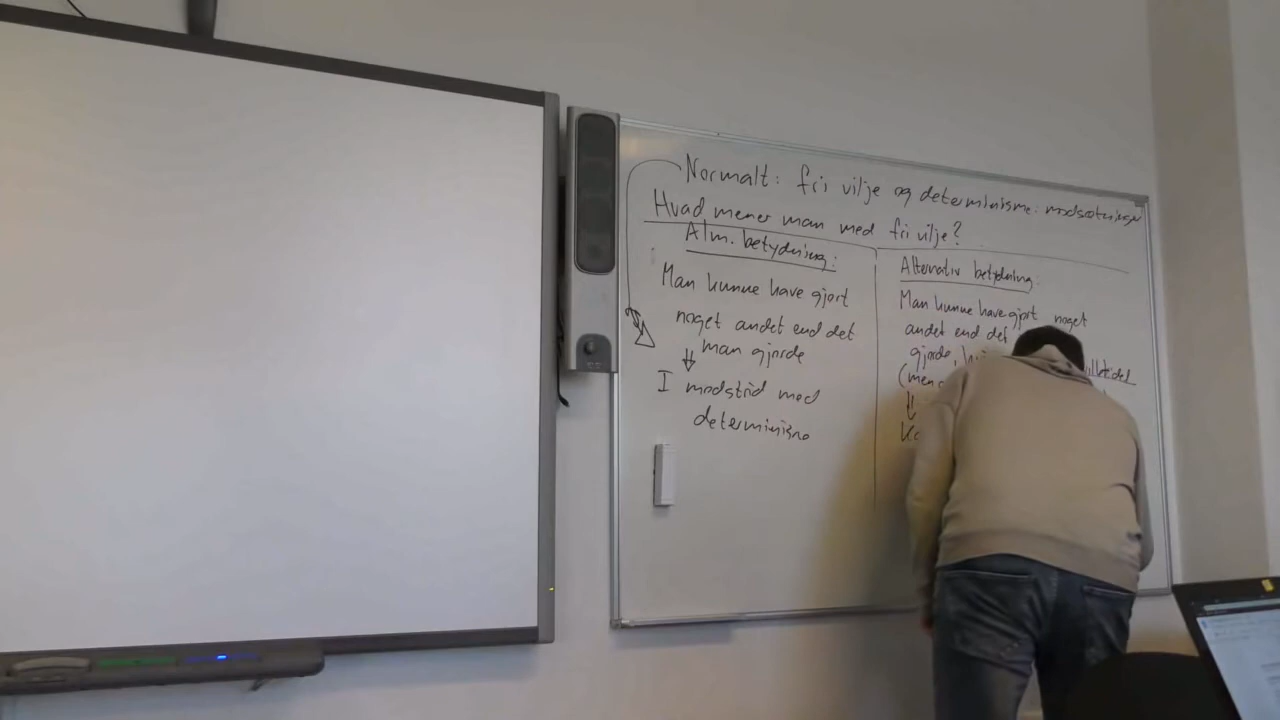 Normalt: fri vilje og determinisme: modsætninger
Hvad mener man med fri vilje?
Alm. betydning:
Man kunne have gjort
noget andet end det
man gjorde
⇓
I modstrid med
determinisme
Alternativ betydning:
Man kunne have gjort noget
andet end det
gjorde,
(men
⇓